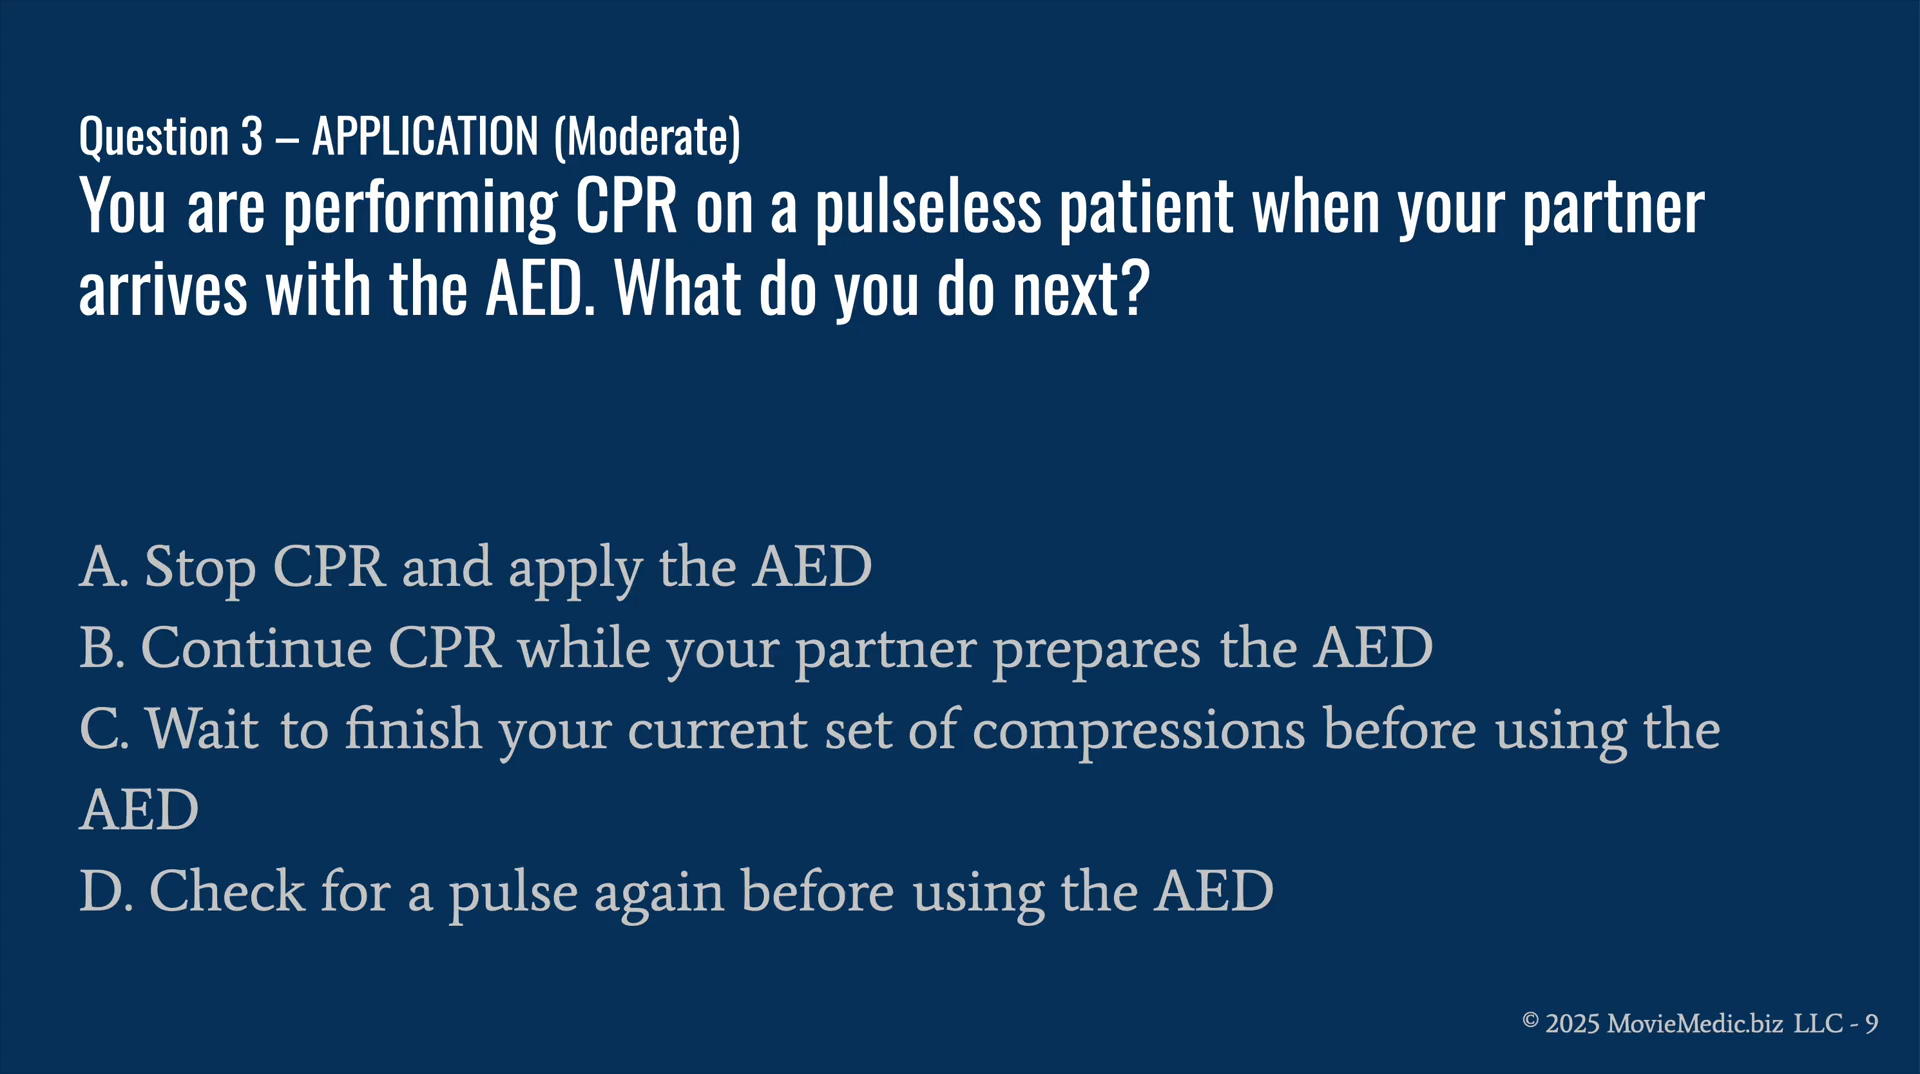 Question 3 – APPLICATION (Moderate)
You are performing CPR on a pulseless patient when your partner
arrives with the AED. What do you do next?
A. Stop CPR and apply the AED
B. Continue CPR while your partner prepares the AED
C. Wait to finish your current set of compressions before using the
AED
D. Check for a pulse again before using the AED
© 2025 MovieMedic.biz LLC - 9